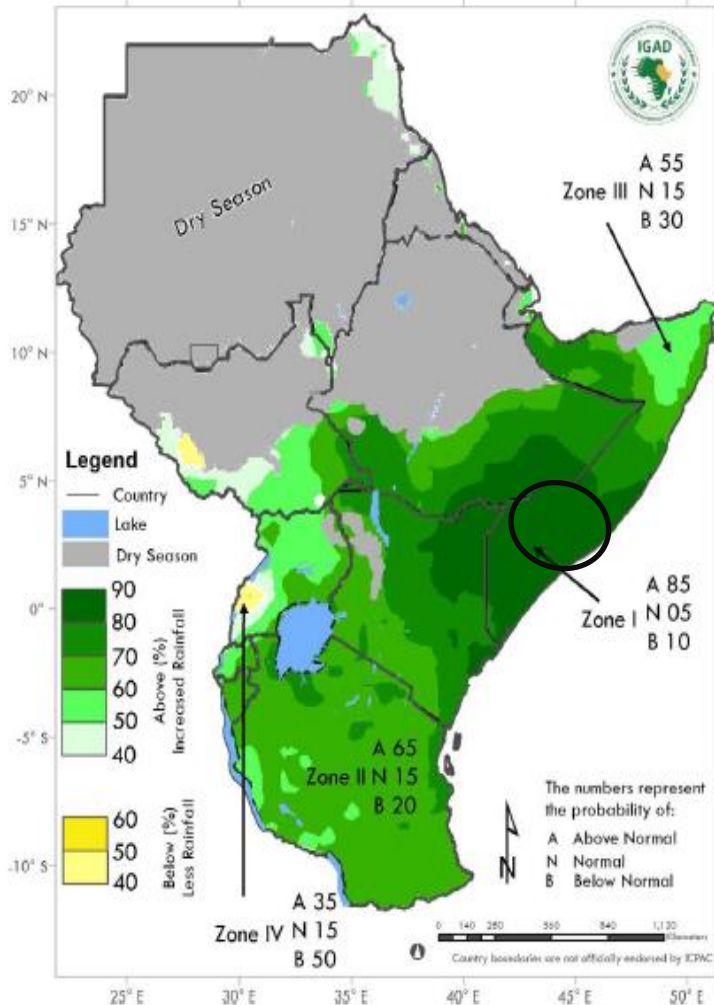 IGAD
20° N
15° N
10° N
5° N
0°
-5° S
-10° S
25° E
30° E
35° E
40° E
45° E
50° E
Dry Season
A 55
Zone III N 15
B 30
A 85
Zone I N 05
B 10
A 65
Zone II N 15
B 20
A 35
Zone IV N 15
B 50
Legend
Country
Lake
Dry Season
90
80
70
60
50
40
Above (%)
Increased Rainfall
60
50
40
Below (%)
Less Rainfall
The numbers represent
the probability of:
A Above Normal
N Normal
B Below Normal
N
0 140 280 560 840 1,120
Kilometers
Country boundaries are not officially endorsed by ICPAC